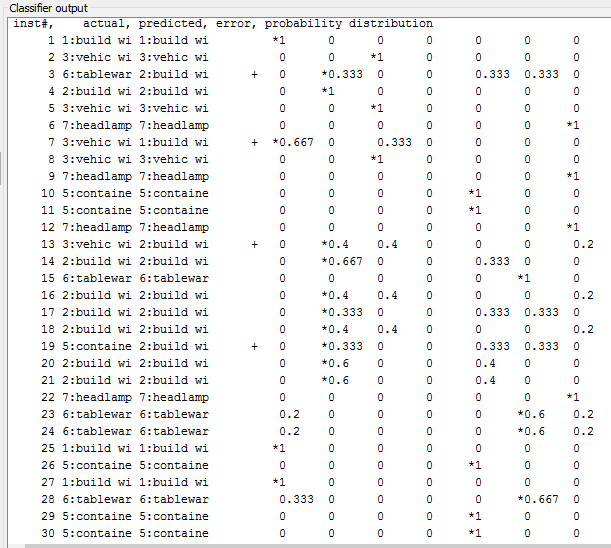 Classifier output
inst#,    actual, predicted, error, probability distribution
1 1:build wi 1:build wi        *1      0      0      0      0      0      0
2 3:vehic wi 3:vehic wi         0      0     *1      0      0      0      0
3 6:tablewar 2:build wi      +   0     *0.333  0      0      0.333  0.333  0
4 2:build wi 2:build wi         0     *1      0      0      0      0      0
5 3:vehic wi 3:vehic wi         0      0     *1      0      0      0      0
6 7:headlamp 7:headlamp         0      0      0      0      0      0     *1
7 3:vehic wi 1:build wi      +  *0.667  0      0.333  0      0      0      0
8 3:vehic wi 3:vehic wi         0      0     *1      0      0      0      0
9 7:headlamp 7:headlamp         0      0      0      0      0      0     *1
10 5:containe 5:containe         0      0      0      0     *1      0      0
11 5:containe 5:containe         0      0      0      0     *1      0      0
12 7:headlamp 7:headlamp         0      0      0      0      0      0     *1
13 3:vehic wi 2:build wi      +   0     *0.4    0.4    0      0      0      0.2
14 2:build wi 2:build wi         0     *0.667  0      0      0.333  0      0
15 6:tablewar 6:tablewar         0      0      0      0      0     *1      0
16 2:build wi 2:build wi         0     *0.4    0.4    0      0      0      0.2
17 2:build wi 2:build wi         0     *0.333  0      0      0.333  0.333  0
18 2:build wi 2:build wi         0     *0.4    0.4    0      0      0      0.2
19 5:containe 2:build wi      +   0     *0.333  0      0      0.333  0.333  0
20 2:build wi 2:build wi         0     *0.6    0      0      0.4    0      0
21 2:build wi 2:build wi         0     *0.6    0      0      0.4    0      0
22 7:headlamp 7:headlamp         0      0      0      0      0      0     *1
23 6:tablewar 6:tablewar         0.2    0      0      0      0     *0.6    0.2
24 6:tablewar 6:tablewar         0.2    0      0      0      0     *0.6    0.2
25 1:build wi 1:build wi        *1      0      0      0      0      0      0
26 5:containe 5:containe         0      0      0      0     *1      0      0
27 1:build wi 1:build wi        *1      0      0      0      0      0      0
28 6:tablewar 6:tablewar         0.333  0      0      0      0     *0.667  0
29 5:containe 5:containe         0      0      0      0     *1      0      0
30 5:containe 5:containe         0      0      0      0     *1      0      0